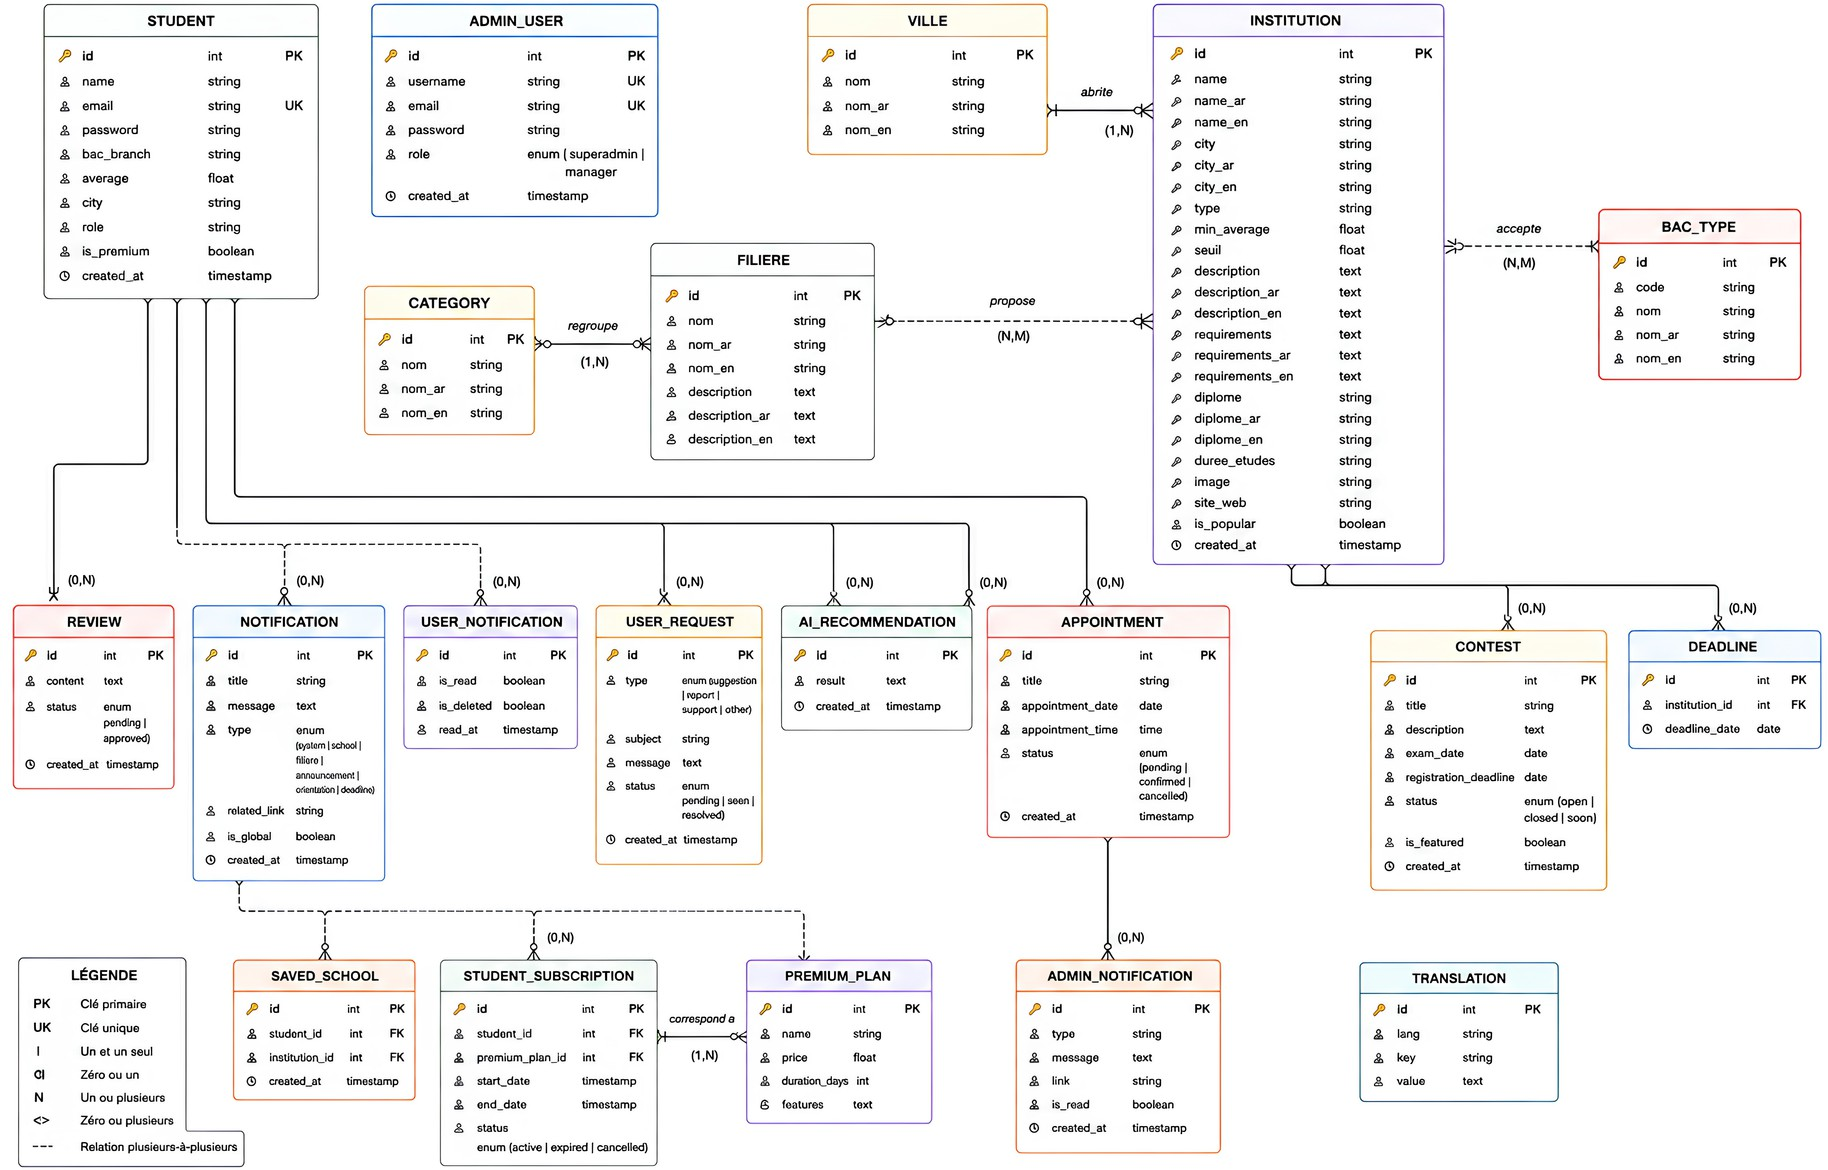 STUDENT
id int PK
name string
email string UK
password string
bac_branch string
average float
city string
role string
is_premium boolean
created_at timestamp
ADMIN_USER
id int PK
username string UK
email string UK
password string
role enum ( superadmin |
manager
created_at timestamp
VILLE
id int PK
nom string
nom_ar string
nom_en string
abrite
(1,N)
INSTITUTION
id int PK
name string
name_ar string
name_en string
city string
city_ar string
city_en string
type string
min_average float
seuil float
description text
description_ar text
description_en text
requirements text
requirements_ar text
requirements_en text
diplome string
diplome_ar string
diplome_en string
duree_etudes string
image string
site_web string
is_popular boolean
created_at timestamp
accepte
(N,M)
BAC_TYPE
id int PK
code string
nom string
nom_ar string
nom_en string
CATEGORY
id int PK
nom string
nom_ar string
nom_en string
regroupe
(1,N)
FILIERE
id int PK
nom string
nom_ar string
nom_en string
description text
description_ar text
description_en text
propose
(N,M)
(0,N)
(0,N)
(0,N)
(0,N)
(0,N)
(0,N)
(0,N)
(0,N)
(0,N)
REVIEW
Id int PK
content text
status enum
pending |
approved)
created_at timestamp
NOTIFICATION
id int PK
title string
message text
type enum
(system | school |
filiere |
announcement |
orientation | deadline)
related_link string
is_global boolean
created_at timestamp
USER_NOTIFICATION
id int PK
is_read boolean
is_deleted boolean
read_at timestamp
USER_REQUEST
id int PK
type enum (suggestion
| report |
support | other)
subject string
message text
status enum
pending | seen |
resolved)
created_at timestamp
AI_RECOMMENDATION
Id int PK
result text
created_at timestamp
APPOINTMENT
id int PK
title string
appointment_date date
appointment_time time
status enum
(pending |
confirmed |
cancelled)
created_at timestamp
CONTEST
id int PK
title string
description text
exam_date date
registration_deadline date
status enum (open |
closed | soon)
is_featured boolean
created_at timestamp
DEADLINE
id int PK
institution_id int FK
deadline_date date
(0,N)
(0,N)
LÉGENDE
PK Clé primaire
UK Clé unique
| Un et un seul
Zéro ou un
N Un ou plusieurs
<> Zéro ou plusieurs
--- Relation plusieurs-à-plusieurs
SAVED_SCHOOL
id int PK
student_id int FK
institution_id int FK
created_at timestamp
STUDENT_SUBSCRIPTION
id int PK
student_id int FK
premium_plan_id int FK
start_date timestamp
end_date timestamp
status
enum (active | expired | cancelled)
correspond a
(1,N)
PREMIUM_PLAN
id int PK
name string
price float
duration_days int
features text
ADMIN_NOTIFICATION
id int PK
type string
message text
link string
is_read boolean
created_at timestamp
TRANSLATION
id int PK
lang string
key string
value text